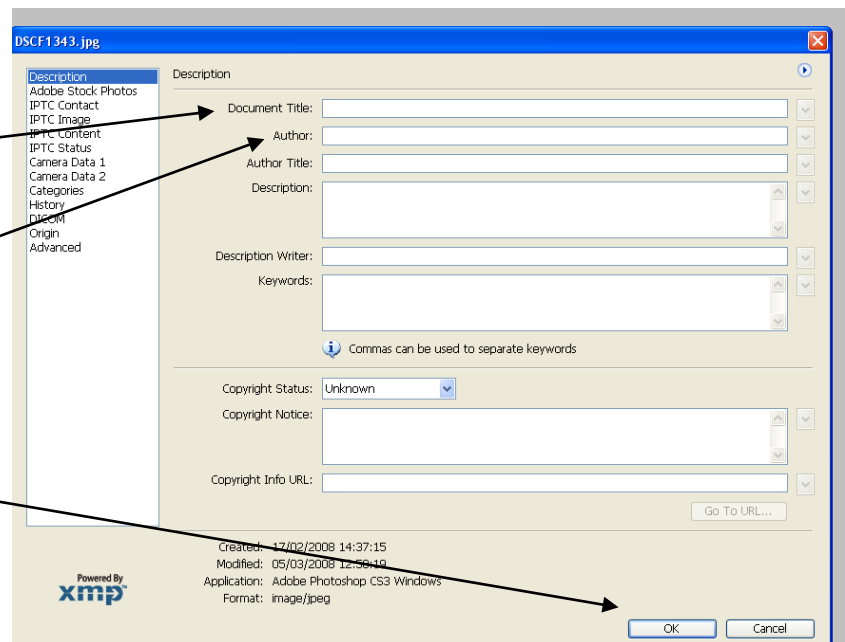 DSCF1343.jpg
Description
Adobe Stock Photos
IPTC Contact
IPTC Image
IPTC Content
IPTC Status
Camera Data 1
Camera Data 2
Categories
History
DICOM
Origin
Advanced
Description
Document Title:
Author:
Author Title:
Description:
Description Writer:
Keywords:
Commas can be used to separate keywords
Copyright Status: Unknown
Copyright Notice:
Copyright Info URL:
Go To URL...
Created: 17/02/2008 14:37:15
Modified: 05/03/2008 12:58:19
Application: Adobe Photoshop CS3 Windows
Format: image/jpeg
Powered By
xmp™
OK Cancel